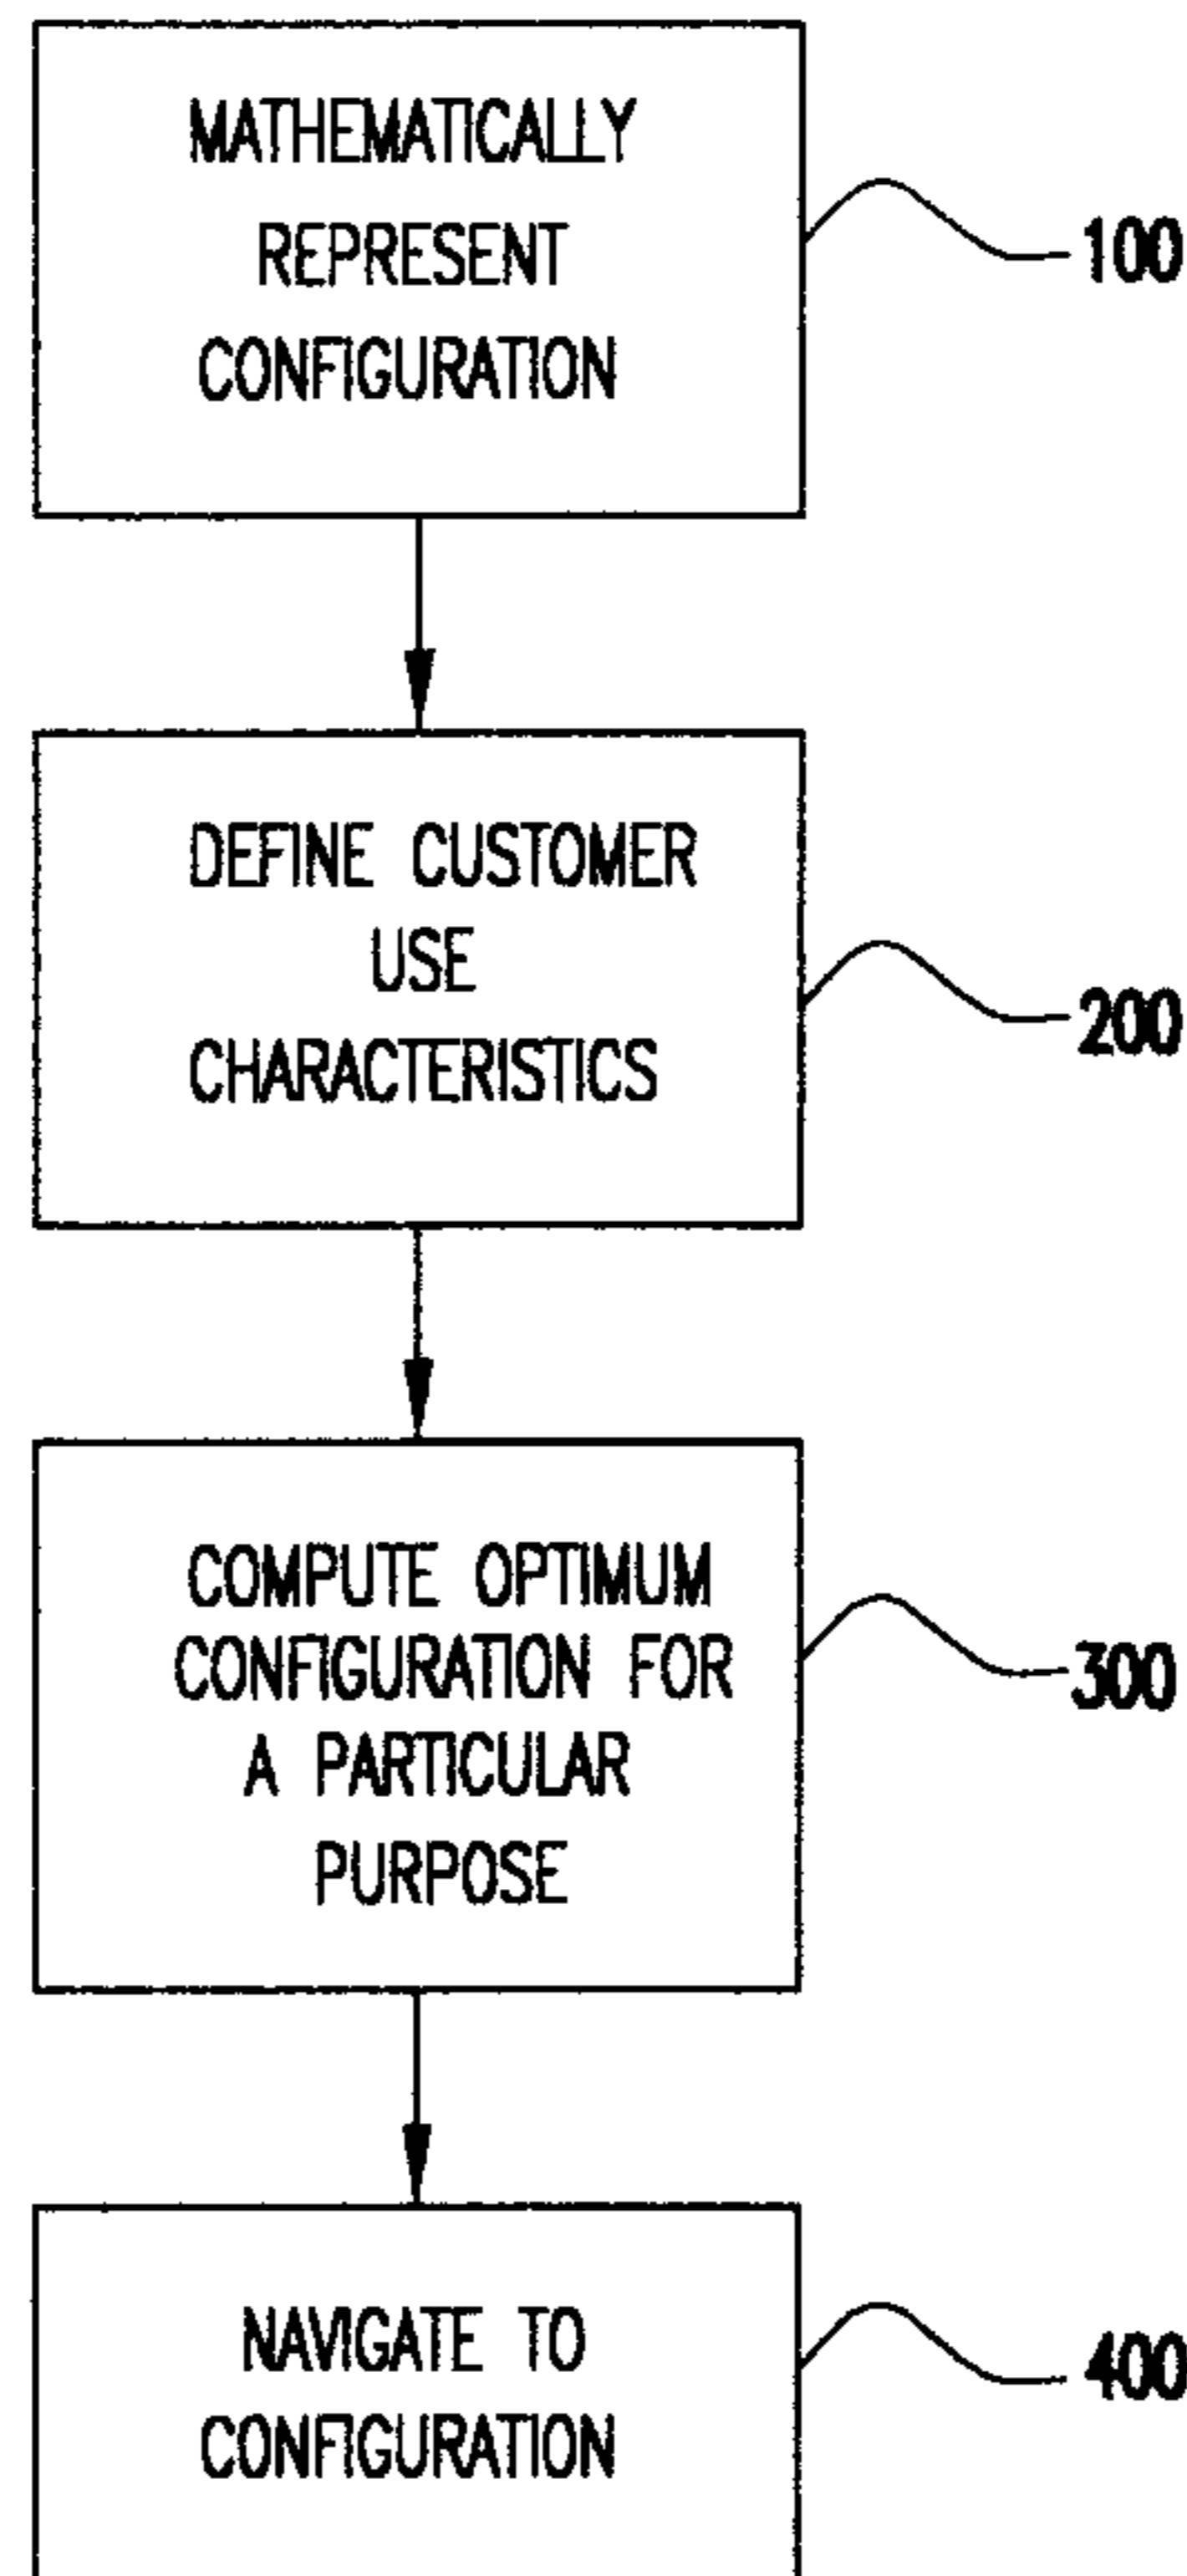 MATHEMATICALLY
REPRESENT
CONFIGURATION
100
DEFINE CUSTOMER
USE
CHARACTERISTICS
200
COMPUTE OPTIMUM
CONFIGURATION FOR
A PARTICULAR
PURPOSE
300
NAVIGATE TO
CONFIGURATION
400